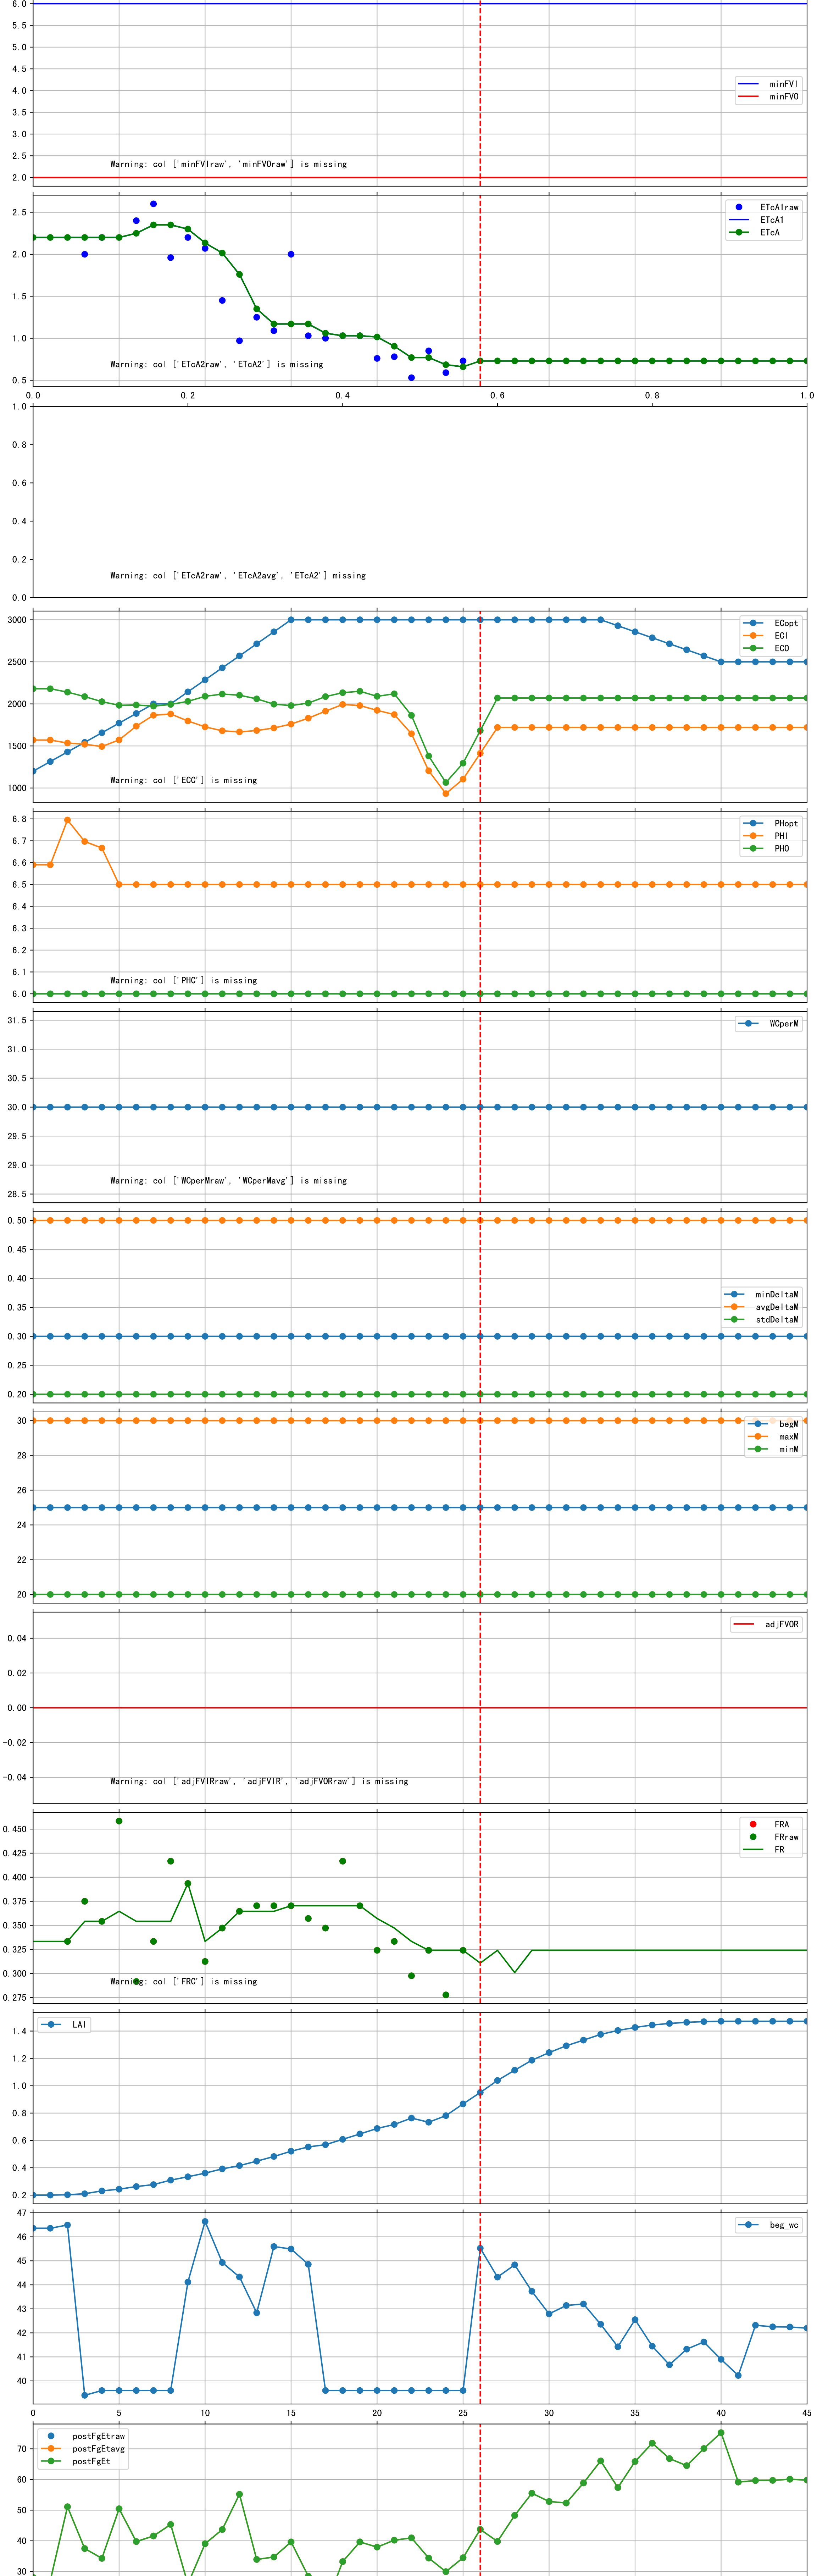 6.0
5.5
5.0
4.5
4.0
3.5
3.0
2.5
2.0
minFVI
minFVO
Warning: col ['minFVIraw', 'minFVOraw'] is missing
2.5
2.0
1.5
1.0
0.5
ETcA1raw
ETcA1
ETcA
Warning: col ['ETcA2raw', 'ETcA2'] is missing
0.0 0.2 0.4 0.6 0.8 1.0
1.0
0.8
0.6
0.4
0.2
0.0
Warning: col ['ETcA2raw', 'ETcA2avg', 'ETcA2'] missing
3000
2500
2000
1500
1000
ECopt
ECI
ECO
Warning: col ['ECC'] is missing
6.8
6.7
6.6
6.5
6.4
6.3
6.2
6.1
6.0
PHopt
PHI
PHO
Warning: col ['PHC'] is missing
31.5
31.0
30.5
30.0
29.5
29.0
28.5
WCperM
Warning: col ['WCperMraw', 'WCperMavg'] is missing
0.50
0.45
0.40
0.35
0.30
0.25
0.20
minDeltaM
avgDeltaM
stdDeltaM
30
28
26
24
22
20
begM
maxM
minM
0.04
0.02
0.00
-0.02
-0.04
adjFVOR
Warning: col ['adjFVIRraw', 'adjFVIR', 'adjFVORraw'] is missing
0.450
0.425
0.400
0.375
0.350
0.325
0.300
0.275
FRA
FRraw
FR
Warning: col ['FRC'] is missing
1.4
1.2
1.0
0.8
0.6
0.4
0.2
LAI
47
46
45
44
43
42
41
40
beg_wc
0 5 10 15 20 25 30 35 40 45
70
60
50
40
30
postFgEtraw
postFgEtavg
postFgEt